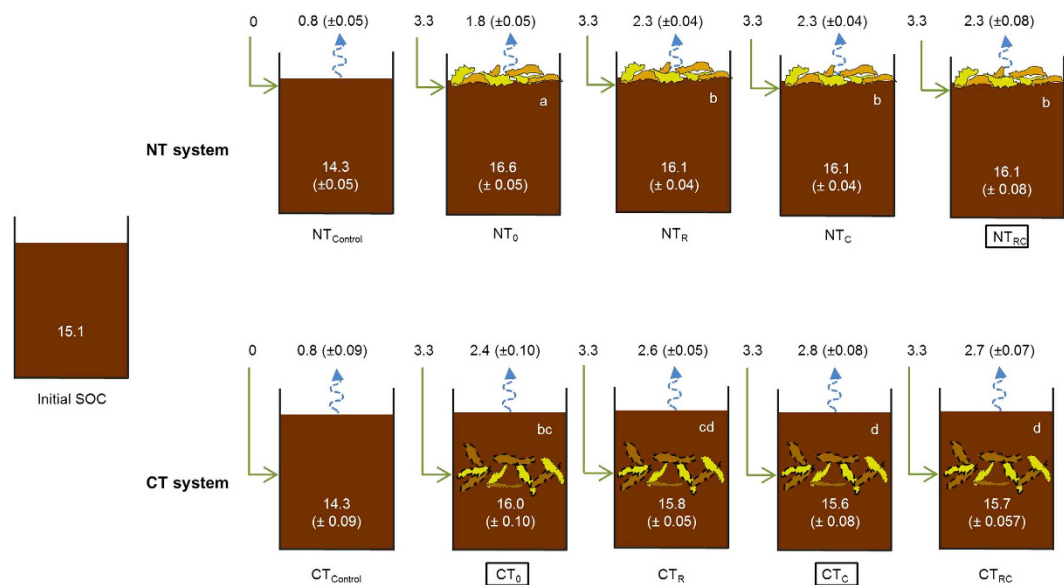 0 0.8 (±0.05) 3.3 1.8 (±0.05) 3.3 2.3 (±0.04) 3.3 2.3 (±0.04) 3.3 2.3 (±0.08)
a b b b
NT system
14.3 16.6 16.1 16.1 16.1
(±0.05) (± 0.05) (± 0.04) (± 0.04) (± 0.08)
NTControl NT0 NTR NTC NTRC
15.1
Initial SOC
0 0.8 (±0.09) 3.3 2.4 (±0.10) 3.3 2.6 (±0.05) 3.3 2.8 (±0.08) 3.3 2.7 (±0.07)
bc cd d d
CT system
14.3 16.0 15.8 15.6 15.7
(± 0.09) (± 0.10) (± 0.05) (± 0.08) (± 0.057)
CTControl CT0 CTR CTC CTRC